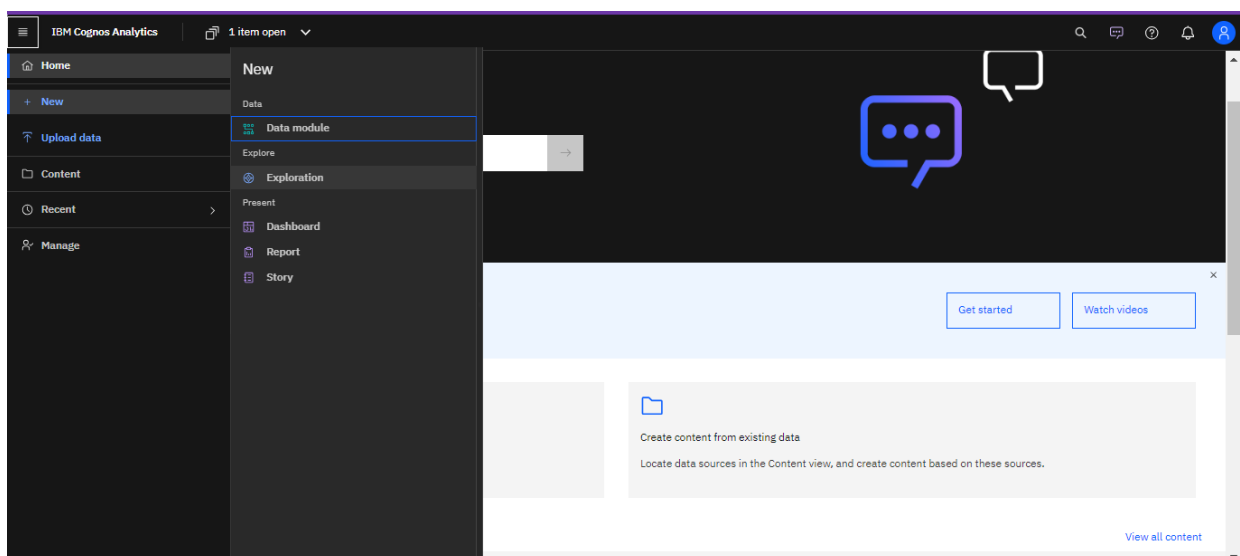 IBM Cognos Analytics
1 item open
Home
New
Upload data
Content
Recent
Manage
New
Data
Data module
Explore
Exploration
Present
Dashboard
Report
Story
Get started
Watch videos
Create content from existing data
Locate data sources in the Content view, and create content based on these sources.
View all content